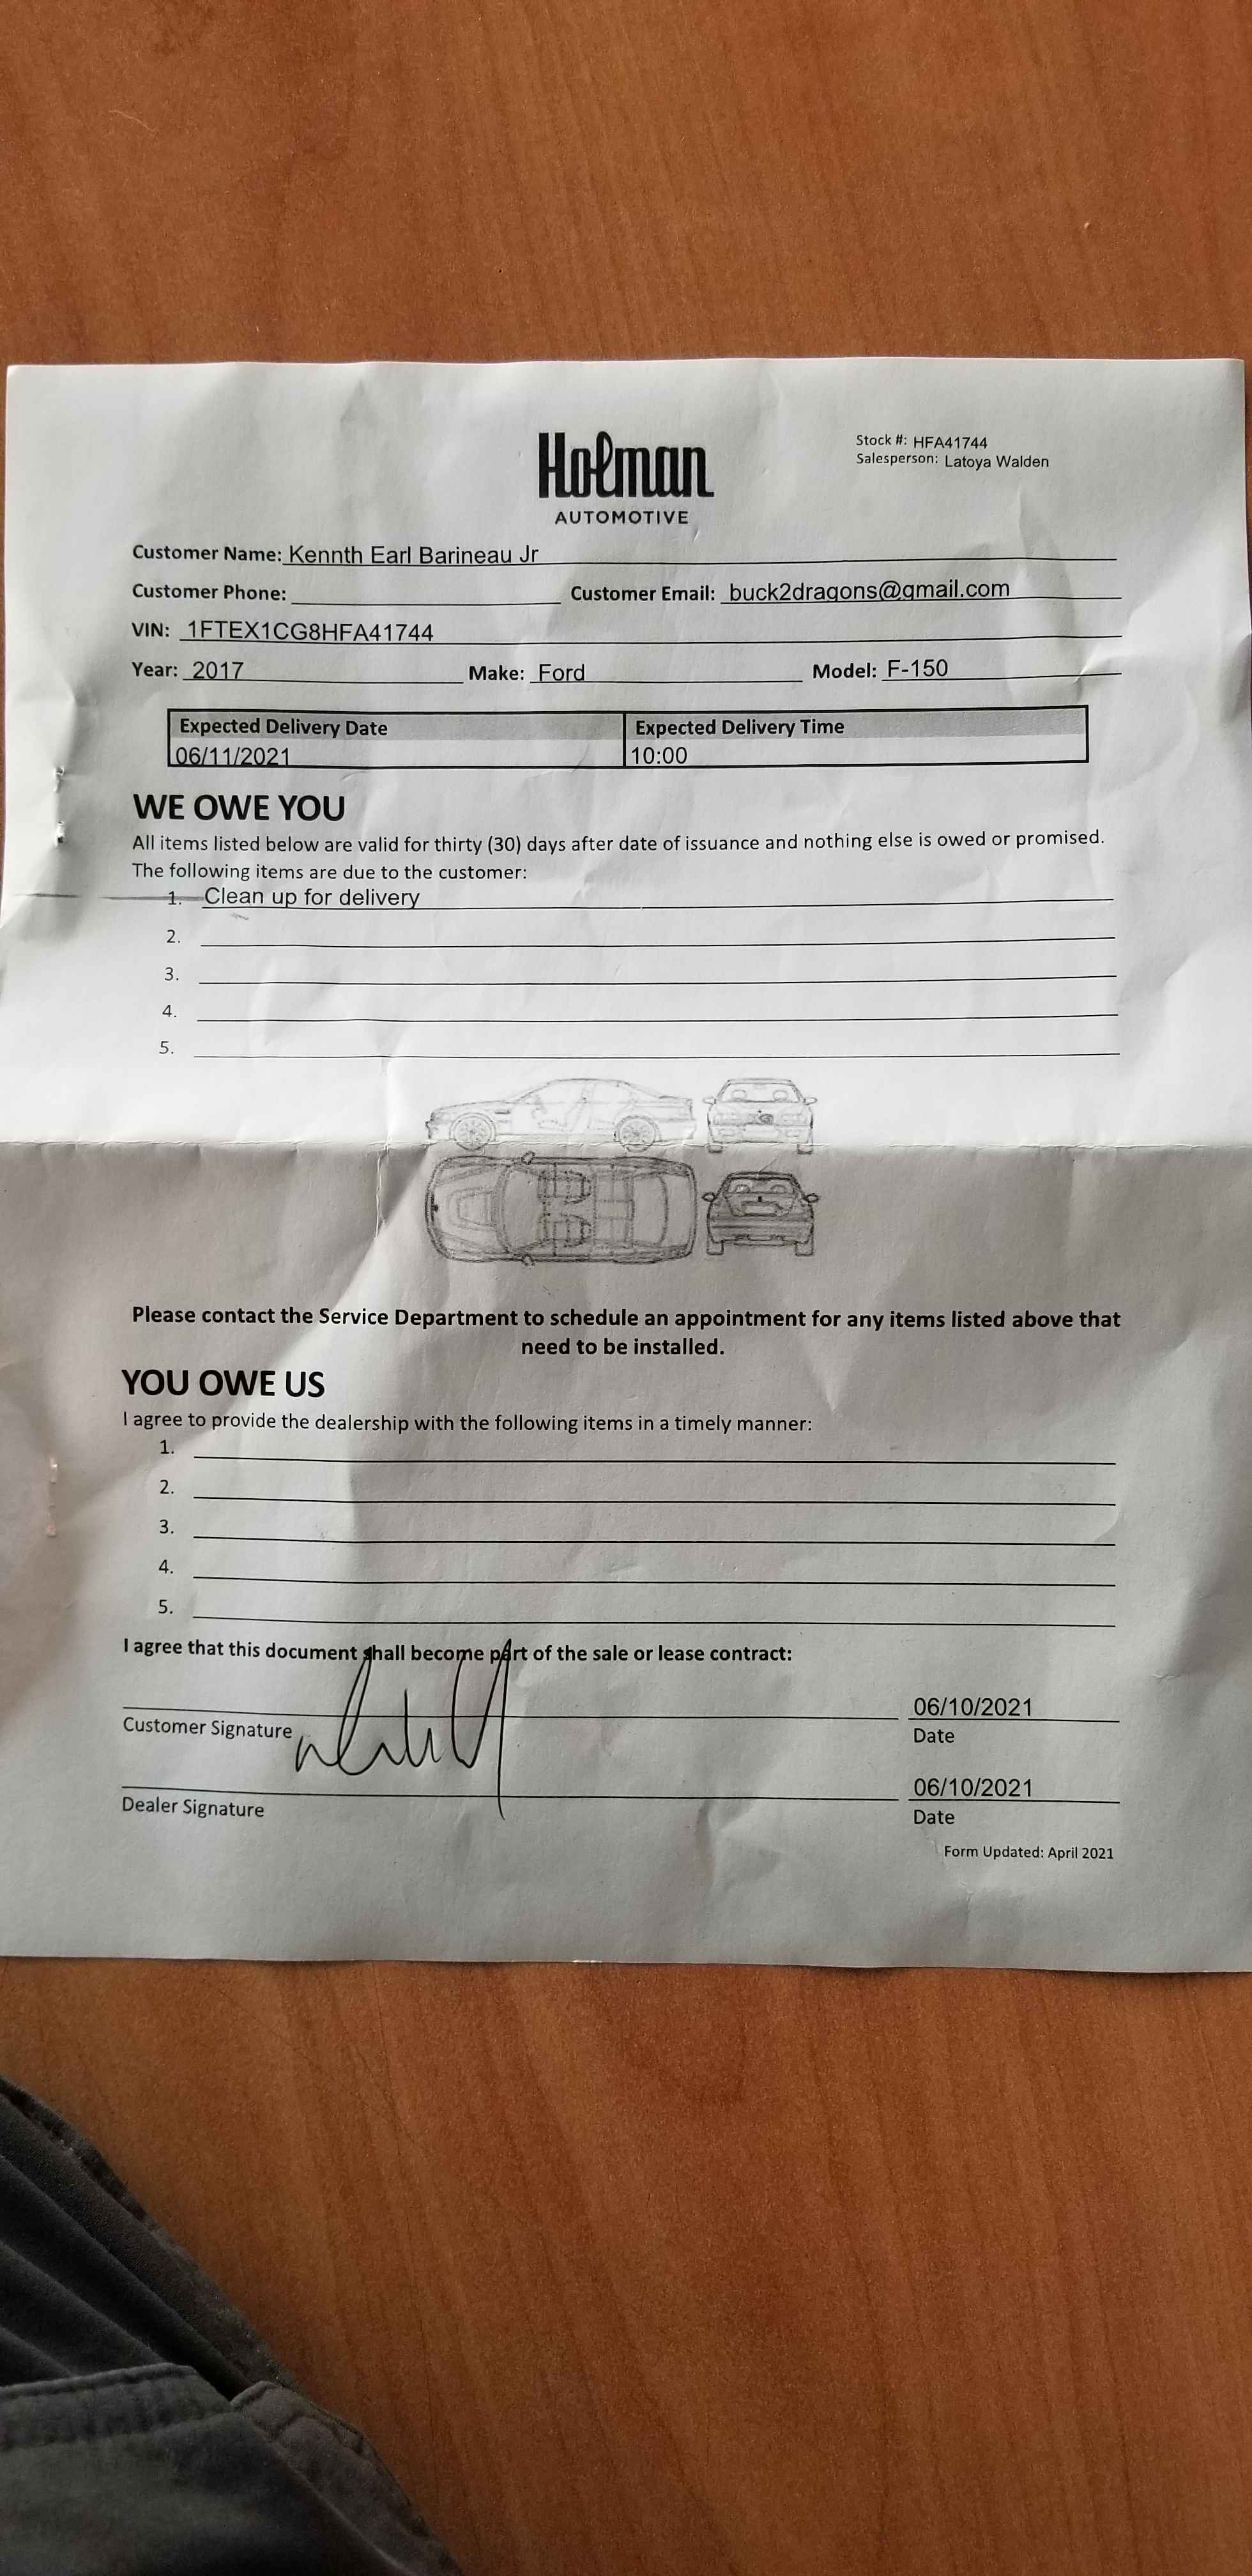 Holman
AUTOMOTIVE
Stock #: HFA41744
Salesperson: Latoya Walden
Customer Name: Kennth Earl Barineau Jr
Customer Phone: Customer Email: buck2dragons@gmail.com
VIN: 1FTEX1CG8HFA41744
Year: 2017 Make: Ford Model: F-150
Expected Delivery Date Expected Delivery Time
06/11/2021 10:00
WE OWE YOU
All items listed below are valid for thirty (30) days after date of issuance and nothing else is owed or promised.
The following items are due to the customer:
1. Clean up for delivery
2.
3.
4.
5.
Please contact the Service Department to schedule an appointment for any items listed above that
need to be installed.
YOU OWE US
I agree to provide the dealership with the following items in a timely manner:
1.
2.
3.
4.
5.
I agree that this document shall become part of the sale or lease contract:
06/10/2021
Customer Signature Date
06/10/2021
Dealer Signature Date
Form Updated: April 2021